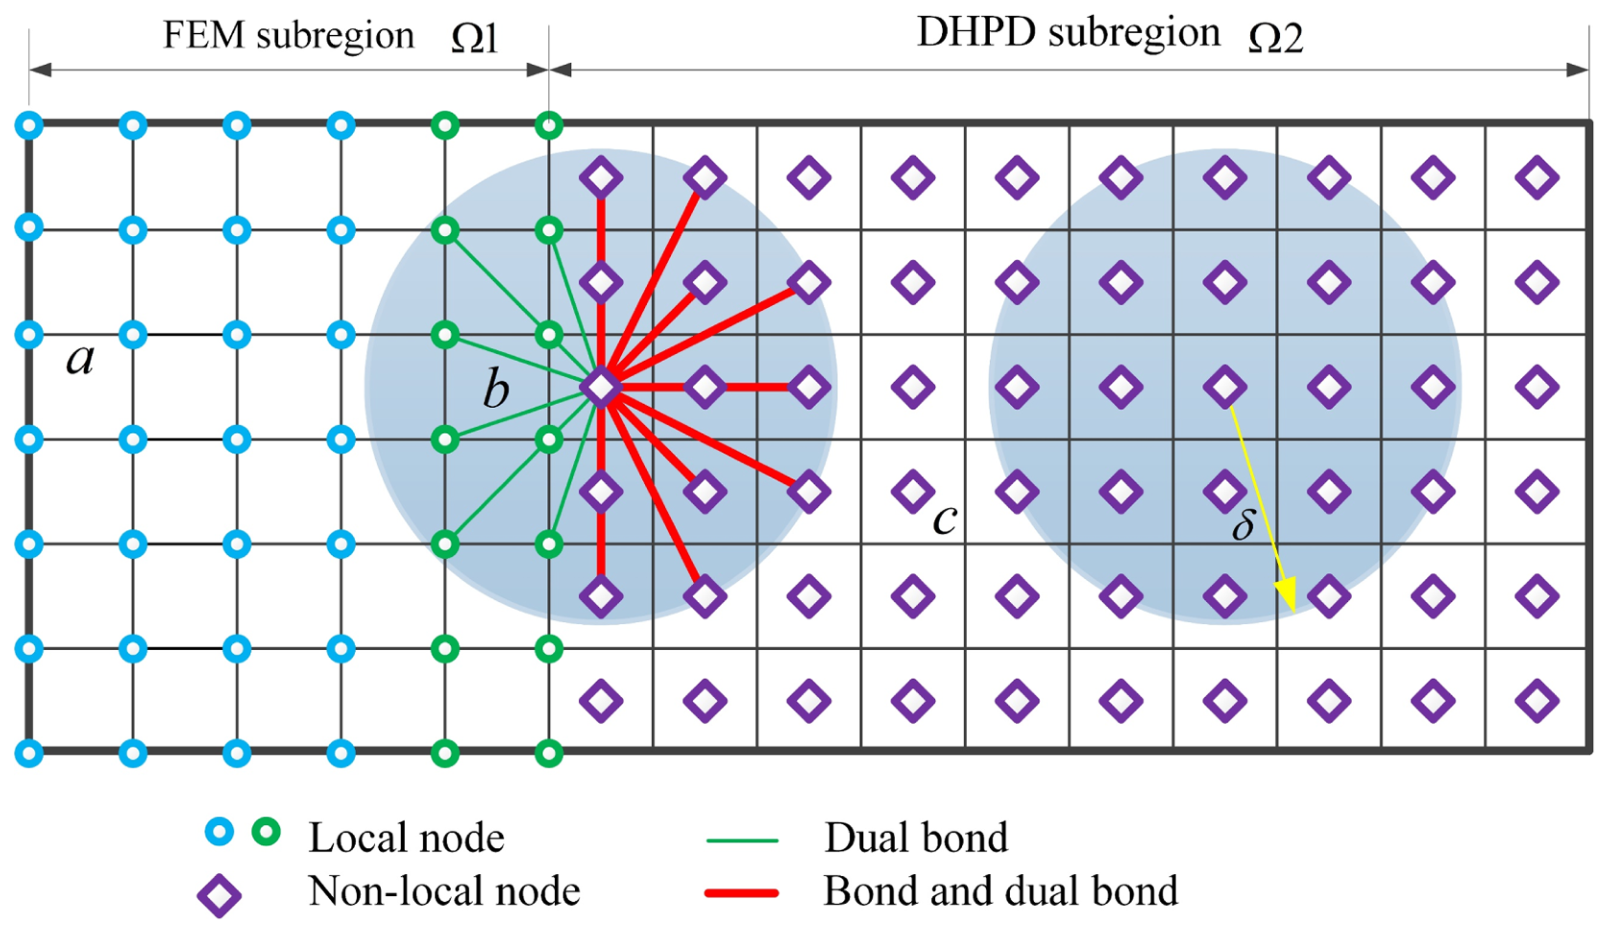 FEM subregion Ω1
DHPD subregion Ω2
a
b
c
δ
Local node
Dual bond
Non-local node
Bond and dual bond